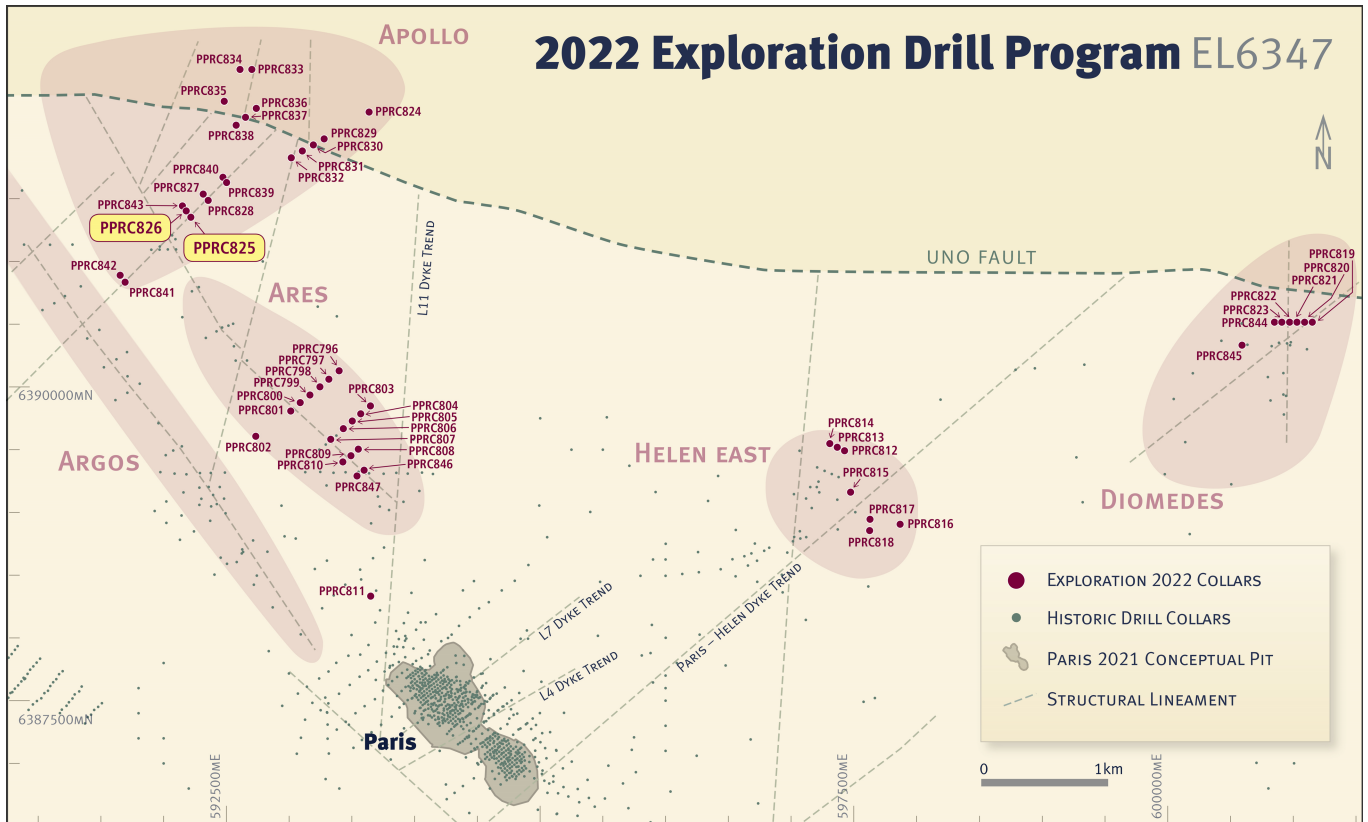 2022 Exploration Drill Program EL6347
APOLLO
PPRC834
PPRC833
PPRC835
PPRC836
PPRC837
PPRC838
PPRC824
PPRC829
PPRC830
PPRC831
PPRC832
PPRC840
PPRC839
PPRC827
PPRC828
PPRC843
PPRC826
PPRC825
PPRC842
PPRC841
N
UNO FAULT
L11 DYKE TREND
ARES
PPRC796
PPRC797
PPRC798
PPRC799
PPRC800
PPRC801
PPRC802
PPRC803
PPRC804
PPRC805
PPRC806
PPRC807
PPRC808
PPRC809
PPRC810
PPRC846
PPRC847
PPRC811
ARGOS
HELEN EAST
PPRC814
PPRC813
PPRC812
PPRC815
PPRC817
PPRC816
PPRC818
PPRC819
PPRC820
PPRC821
PPRC822
PPRC823
PPRC844
PPRC845
DIOMEDES
6390000mN
6387500mN
L7 DYKE TREND
L4 DYKE TREND
PARIS – HELEN DYKE TREND
Paris
592500mE
597500mE
600000mE
EXPLORATION 2022 COLLARS
HISTORIC DRILL COLLARS
PARIS 2021 CONCEPTUAL PIT
STRUCTURAL LINEAMENT
0 1km